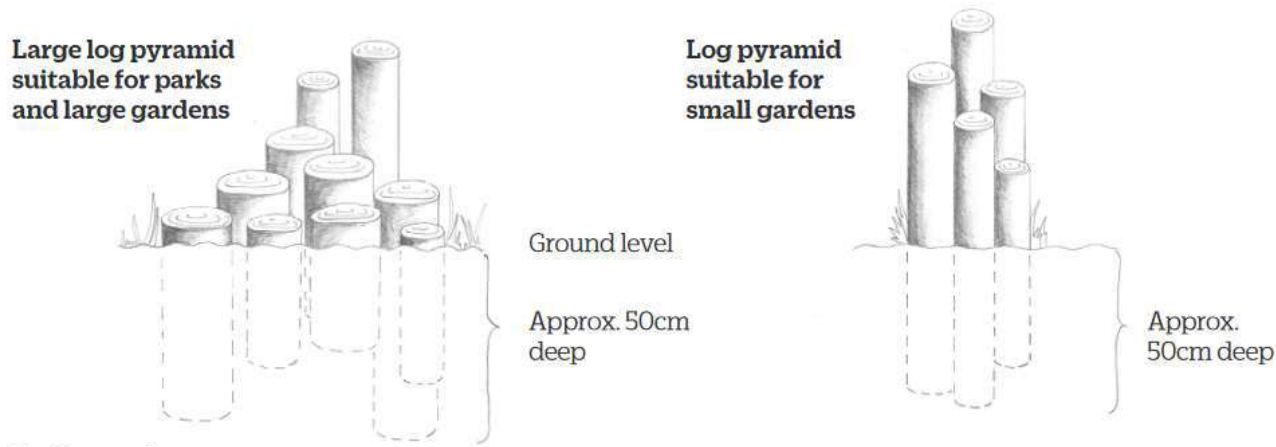 Large log pyramid
suitable for parks
and large gardens
Log pyramid
suitable for
small gardens
Ground level
Approx. 50cm
deep
Approx.
50cm deep